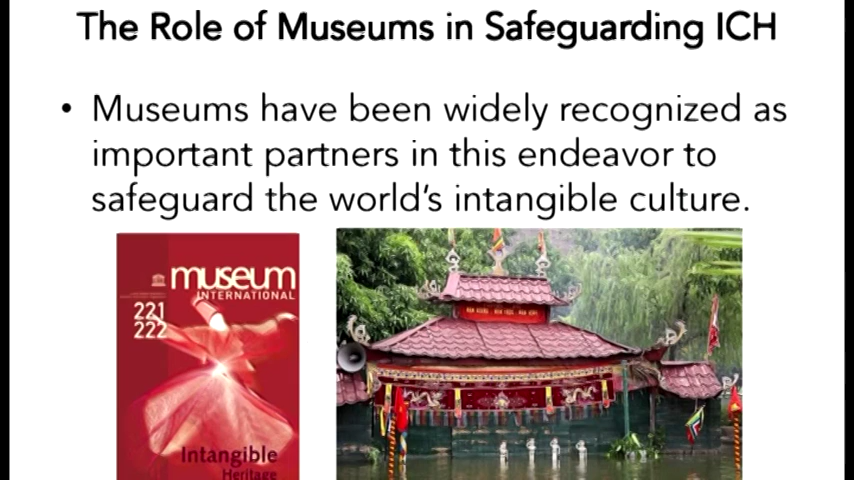 The Role of Museums in Safeguarding ICH
• Museums have been widely recognized as
important partners in this endeavor to
safeguard the world's intangible culture.
museum
INTERNATIONAL
221
222
Intangible
Heritage